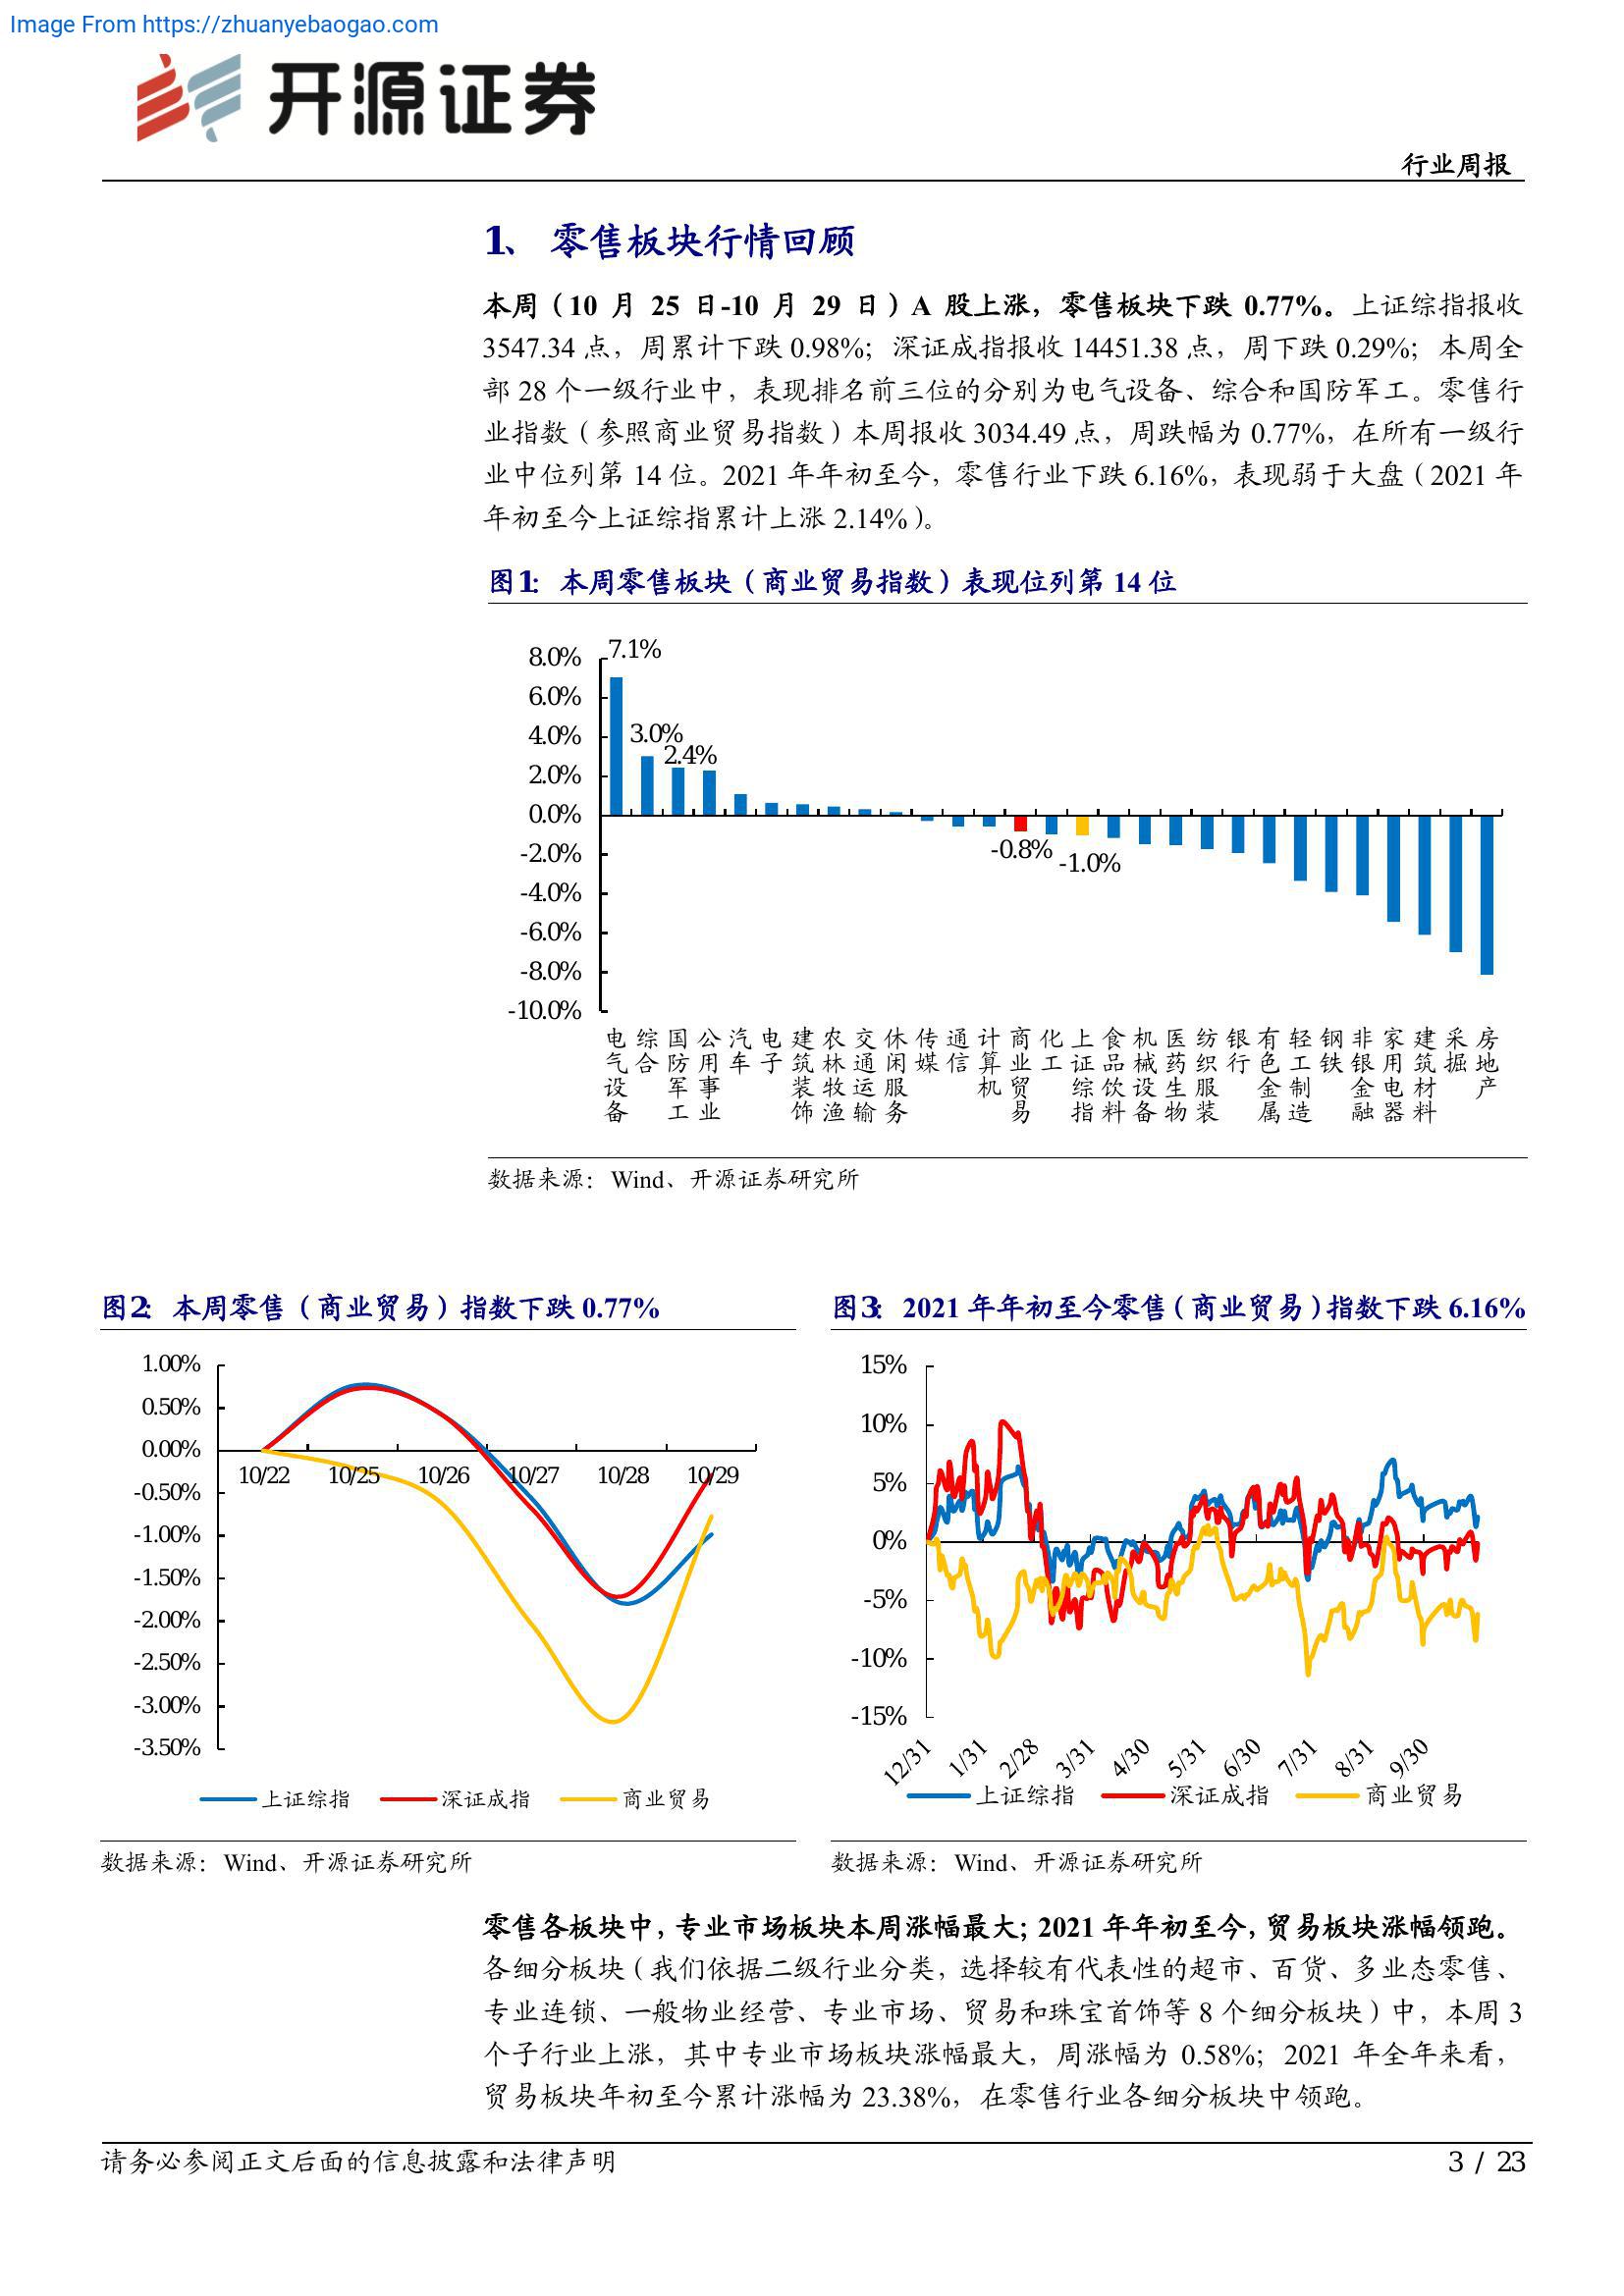 Image From https://zhuanyebaogao.com
开源证券
行业周报
1、 零售板块行情回顾
本周（10 月 25 日-10 月 29 日）A 股上涨，零售板块下跌 0.77%。上证综指报收
3547.34 点，周累计下跌 0.98%；深证成指报收 14451.38 点，周下跌 0.29%；本周全
部 28 个一级行业中，表现排名前三位的分别为电气设备、综合和国防军工。零售行
业指数（参照商业贸易指数）本周报收 3034.49 点，周跌幅为 0.77%，在所有一级行
业中位列第 14 位。2021 年年初至今，零售行业下跌 6.16%，表现弱于大盘（2021 年
年初至今上证综指累计上涨 2.14%）。
图1： 本周零售板块（商业贸易指数）表现位列第 14 位
8.0%
6.0%
4.0%
2.0%
0.0%
-2.0%
-4.0%
-6.0%
-8.0%
-10.0%
7.1%
3.0%
2.4%
-0.8%
-1.0%
电气设备
综合
国防军工
公用事业
汽车
电子
建筑装饰
农林牧渔
交通运输
休闲服务
传媒
通信
计算机
商业贸易
化工
上证综指
食品饮料
机械设备
医药生物
纺织服装
银行
有色金属
轻工制造
钢铁
非银金融
家用电器
建筑材料
采掘
房地产
数据来源：Wind、开源证券研究所
图2： 本周零售（商业贸易）指数下跌 0.77%
1.00%
0.50%
0.00%
-0.50%
-1.00%
-1.50%
-2.00%
-2.50%
-3.00%
-3.50%
10/22 10/25 10/26 10/27 10/28 10/29
上证综指 深证成指 商业贸易
数据来源：Wind、开源证券研究所
图3： 2021 年年初至今零售（商业贸易）指数下跌 6.16%
15%
10%
5%
0%
-5%
-10%
-15%
12/31 1/31 2/28 3/31 4/30 5/31 6/30 7/31 8/31 9/30
上证综指 深证成指 商业贸易
数据来源：Wind、开源证券研究所
零售各板块中，专业市场板块本周涨幅最大；2021 年年初至今，贸易板块涨幅领跑。
各细分板块（我们依据二级行业分类，选择较有代表性的超市、百货、多业态零售、
专业连锁、一般物业经营、专业市场、贸易和珠宝首饰等 8 个细分板块）中，本周 3
个子行业上涨，其中专业市场板块涨幅最大，周涨幅为 0.58%；2021 年全年来看，
贸易板块年初至今累计涨幅为 23.38%，在零售行业各细分板块中领跑。
请务必参阅正文后面的信息披露和法律声明
3 / 23